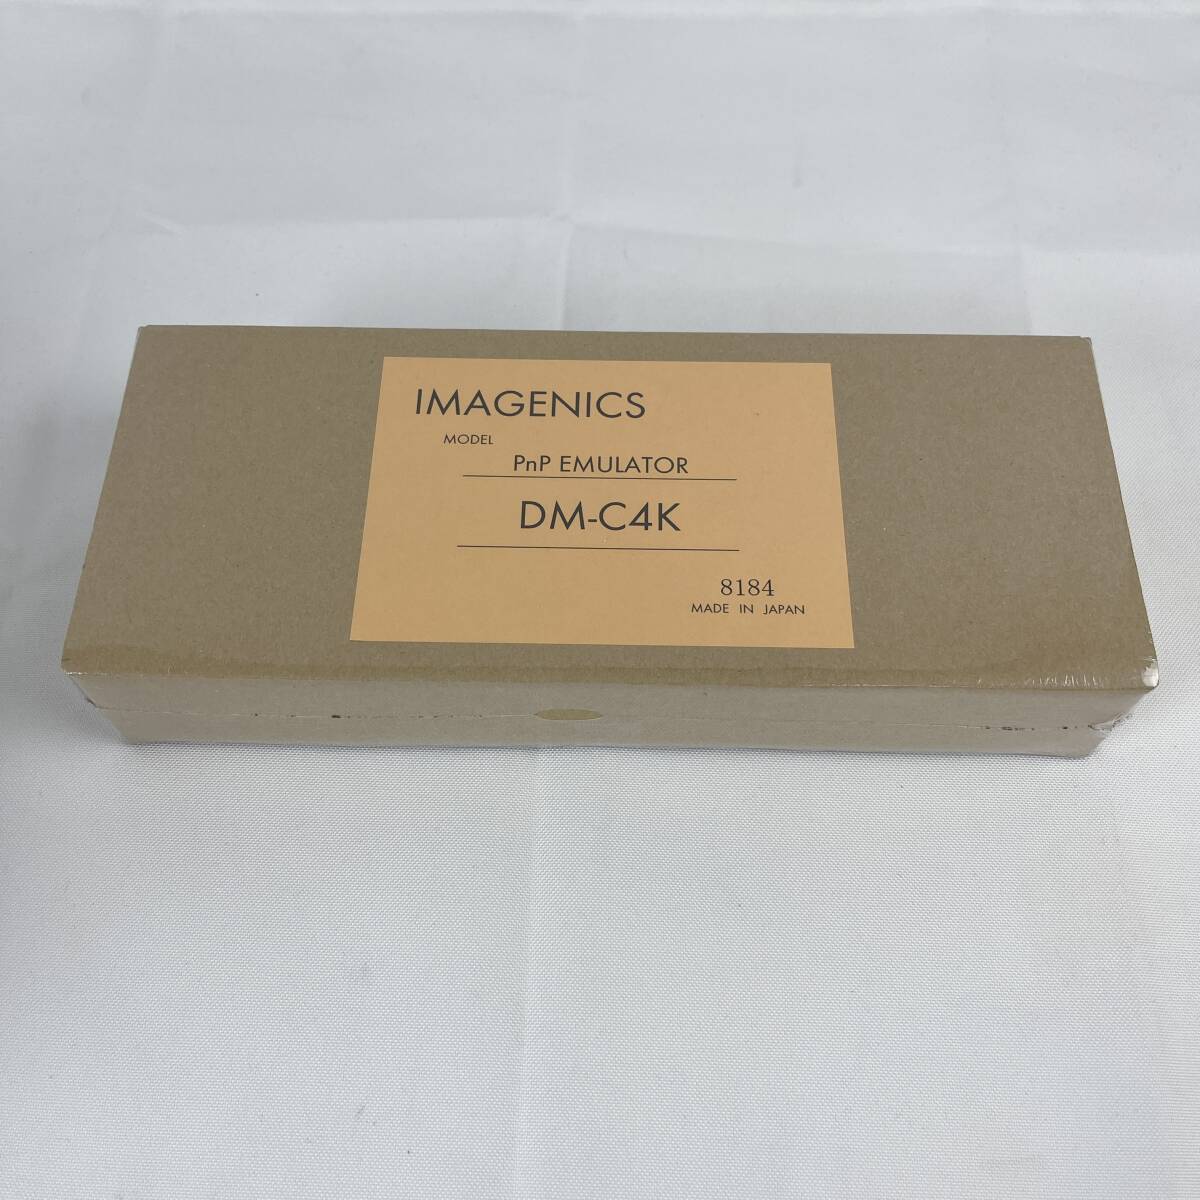 IMAGENICS
MODEL
PnP EMULATOR
DM-C4K
8184
MADE IN JAPAN